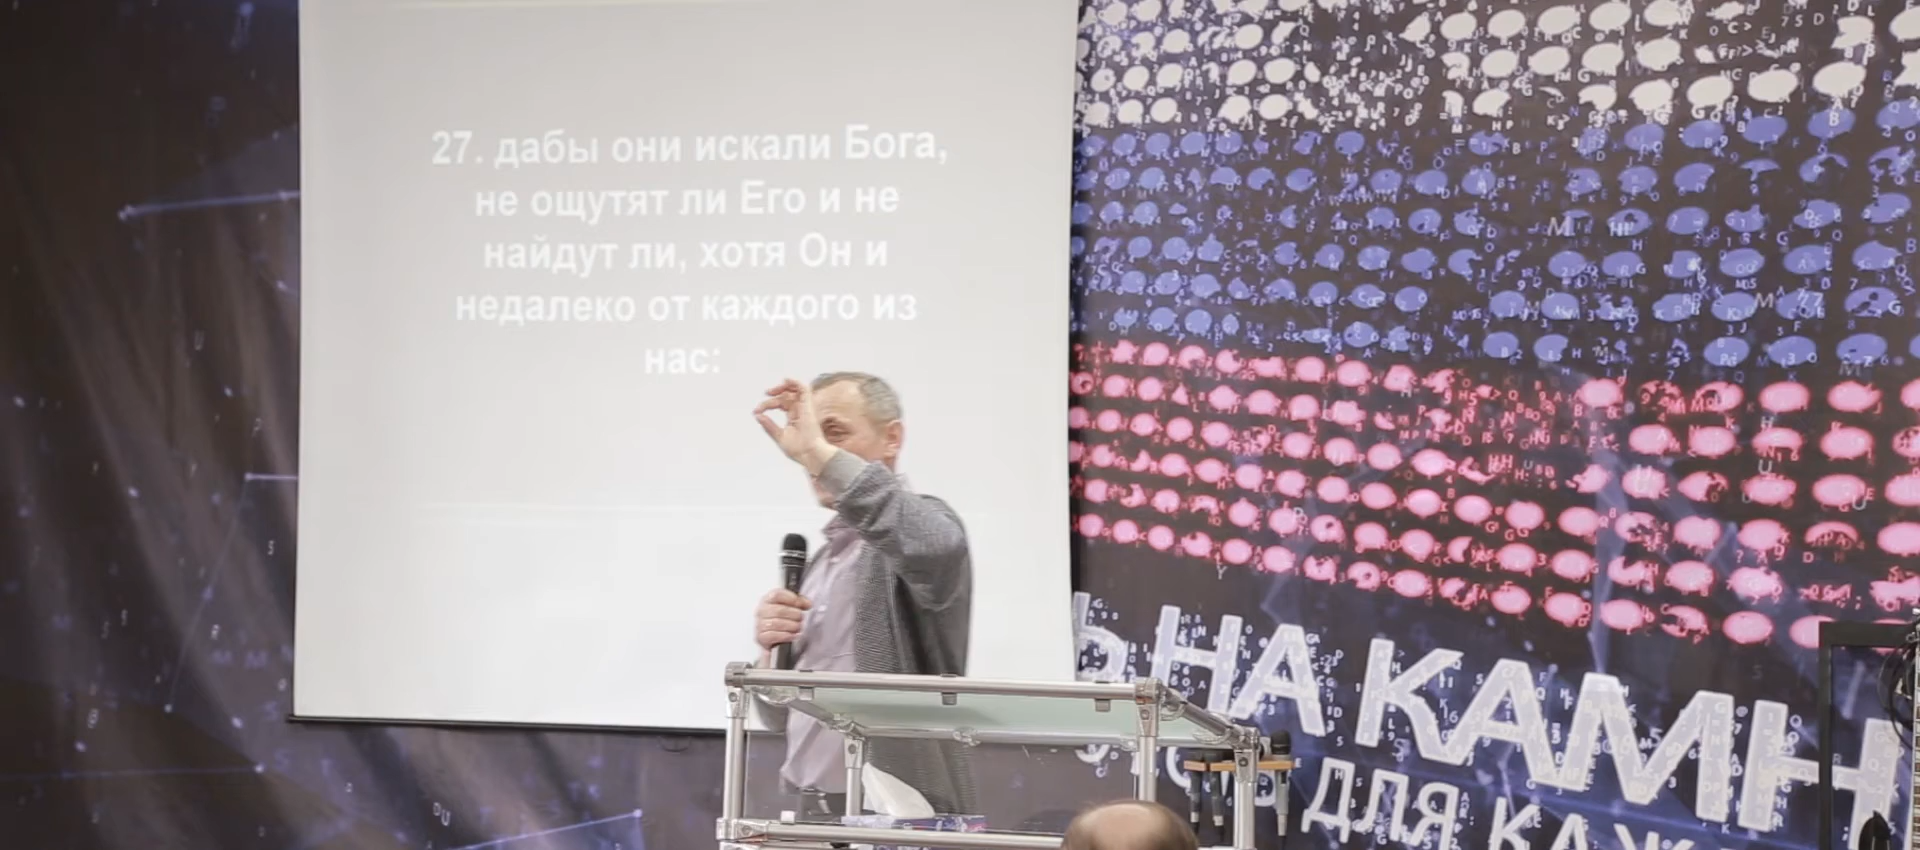 27. дабы они искали Бога,
не ощутят ли Его и не
найдут ли, хотя Он и
недалеко от каждого из
нас:
НА КАМН
ДЛЯ КАЖ